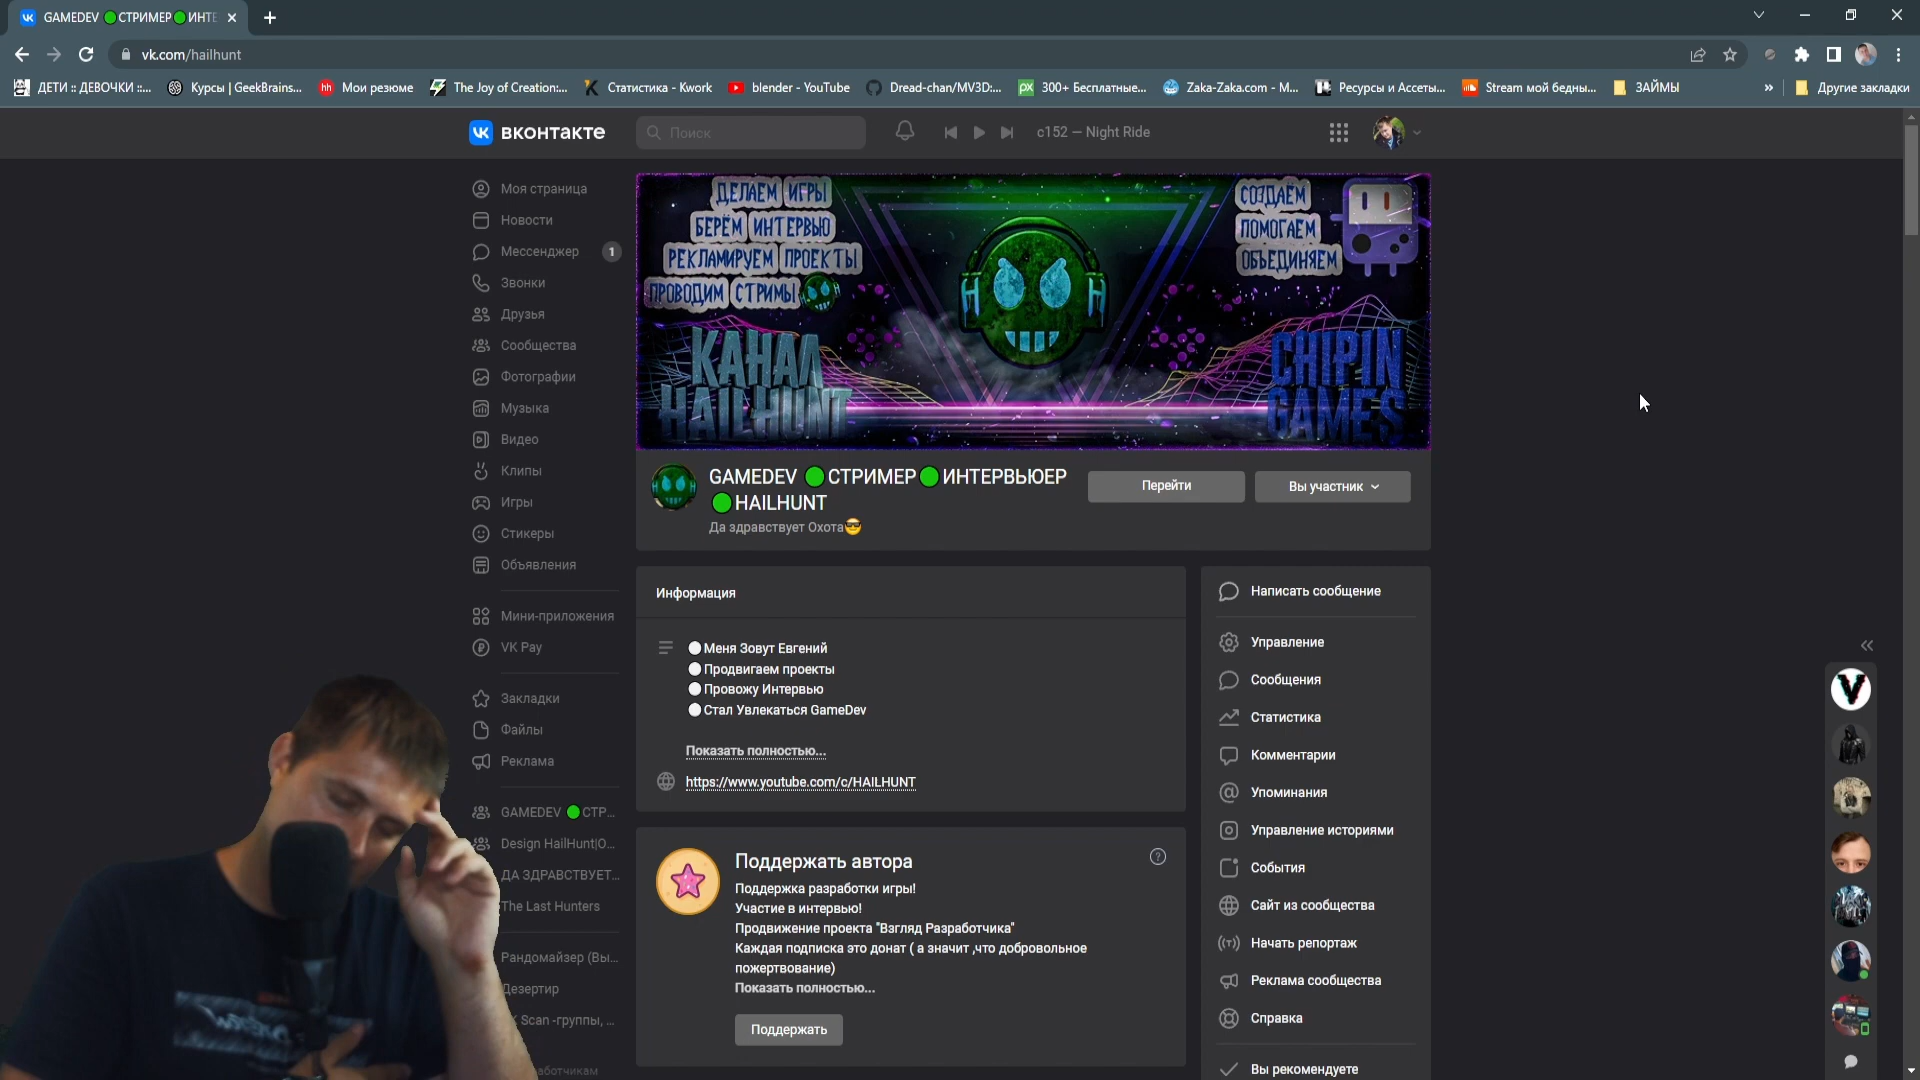 GAMEDEV 🟢СТРИМЕР🟢ИНТЕ
vk.com/hailhunt
ДЕТИ :: ДЕВОЧКИ ::...
Курсы | GeekBrains...
Мои резюме
The Joy of Creation:...
Статистика - Kwork
blender - YouTube
Dread-chan/MV3D:...
300+ Бесплатные...
Zaka-Zaka.com - M...
Ресурсы и Ассеты...
Stream мой бедны...
ЗАЙМЫ
»
Другие закладки
ВКОНТАКТЕ
Поиск
c152 — Night Ride
Моя страница
Новости
Мессенджер 1
Звонки
Друзья
Сообщества
Фотографии
Музыка
Видео
Клипы
Игры
Стикеры
Объявления
Мини-приложения
VK Pay
Закладки
Файлы
Реклама
GAMEDEV 🟢СТР...
Design HailHunt|O...
ДА ЗДРАВСТВУЕТ...
The Last Hunters
Рандомайзер (Вы...
Дезертир
Scan -группы, ...
ДЕЛАЕМ ИГРЫ
БЕРЁМ ИНТЕРВЬЮ
РЕКЛАМИРУЕМ ПРОЕКТЫ
ПРОВОДИМ СТРИМЫ
КАНАЛ
HAILHUNT
СОЗДАЁМ
ПОМОГАЕМ
ОБЪЕДИНЯЕМ
CHIPIN
GAMES
GAMEDEV 🟢СТРИМЕР🟢ИНТЕРВЬЮЕР
🟢HAILHUNT
Да здравствует Охота😎
Перейти
Вы участник
Информация
⚪Меня Зовут Евгений
⚪Продвигаем проекты
⚪Провожу Интервью
⚪Стал Увлекаться GameDev
Показать полностью...
https://www.youtube.com/c/HAILHUNT
Поддержать автора
Поддержка разработки игры!
Участие в интервью!
Продвижение проекта "Взгляд Разработчика"
Каждая подписка это донат ( а значит ,что добровольное
пожертвование)
Показать полностью...
Поддержать
Написать сообщение
Управление
Сообщения
Статистика
Комментарии
Упоминания
Управление историями
События
Сайт из сообщества
Начать репортаж
Реклама сообщества
Справка
Вы рекомендуете